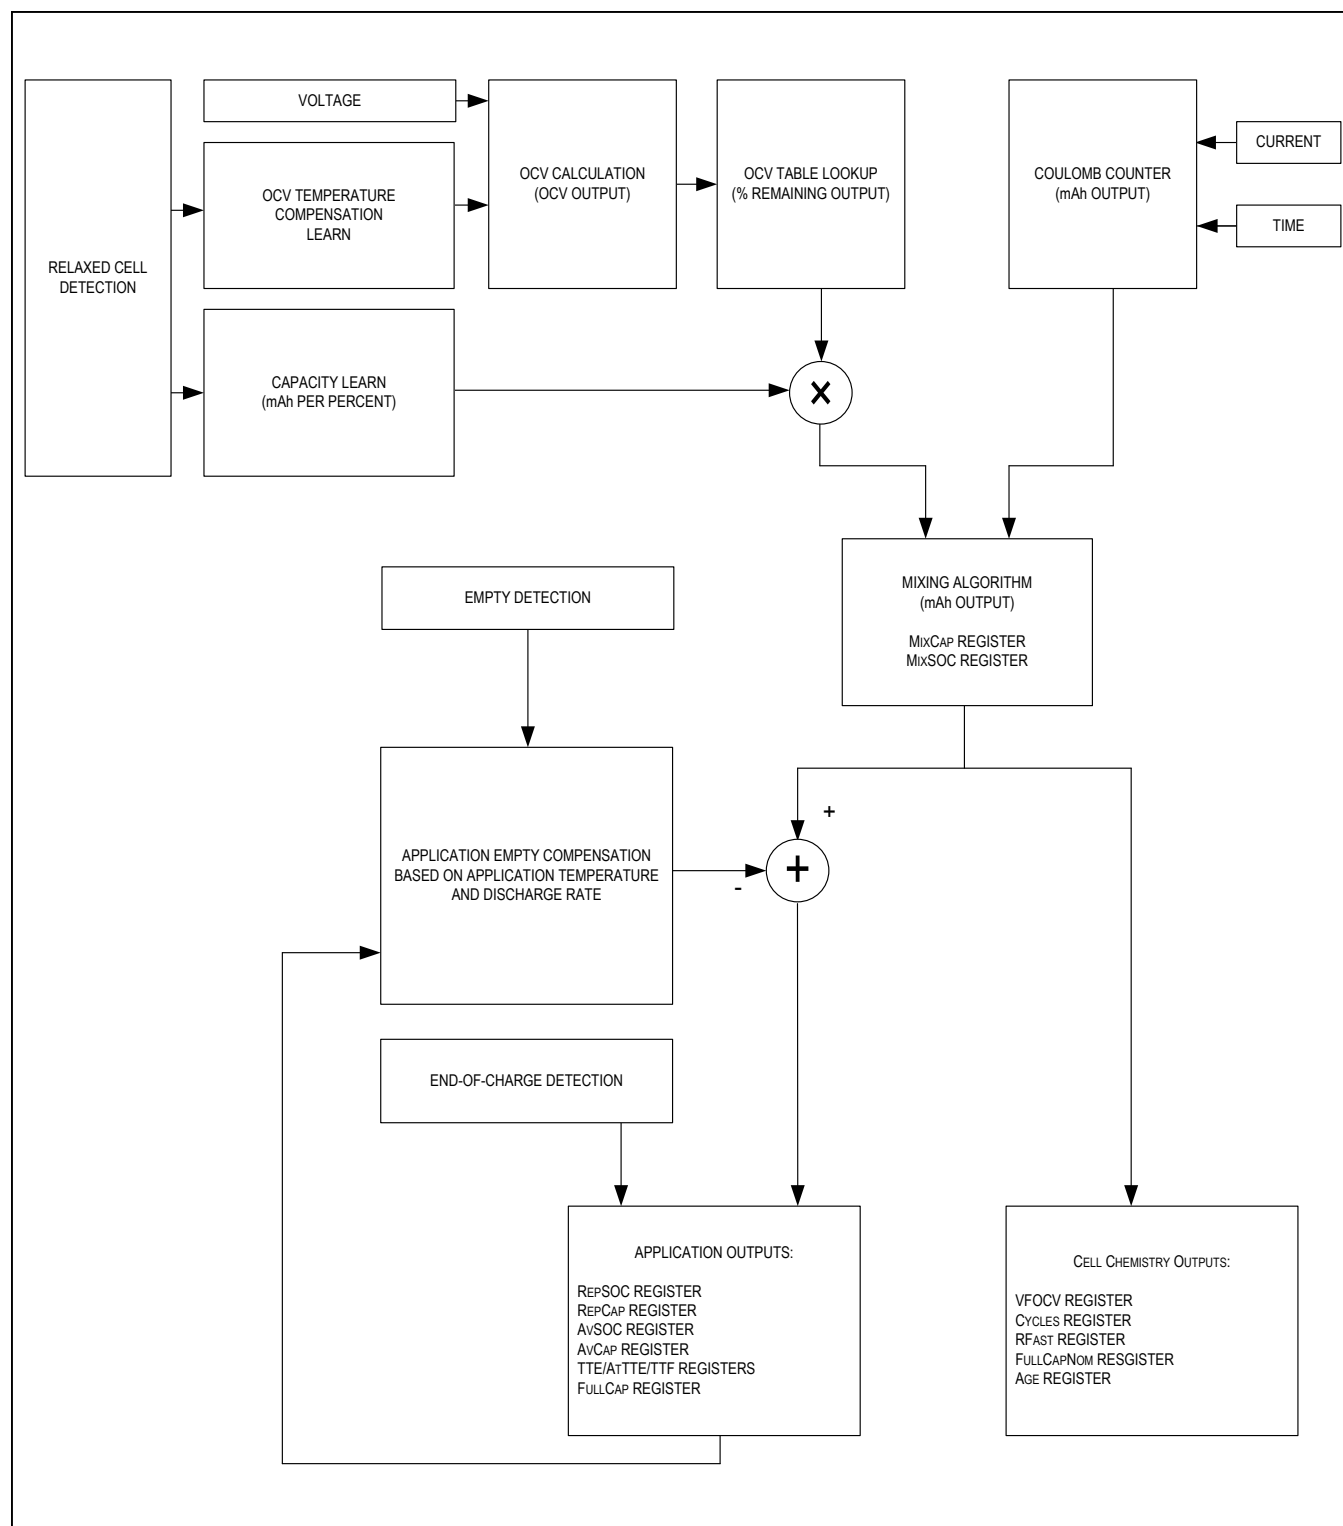 VOLTAGE
OCV TEMPERATURE
COMPENSATION
LEARN
RELAXED CELL
DETECTION
CAPACITY LEARN
(mAh PER PERCENT)
OCV CALCULATION
(OCV OUTPUT)
OCV TABLE LOOKUP
(% REMAINING OUTPUT)
COULOMB COUNTER
(mAh OUTPUT)
CURRENT
TIME
×
MIXING ALGORITHM
(mAh OUTPUT)
MIXCAP REGISTER
MIXSOC REGISTER
EMPTY DETECTION
APPLICATION EMPTY COMPENSATION
BASED ON APPLICATION TEMPERATURE
AND DISCHARGE RATE
+
-
+
END-OF-CHARGE DETECTION
APPLICATION OUTPUTS:
REPSOC REGISTER
REPCAP REGISTER
AVSOC REGISTER
AVCAP REGISTER
TTE/ATTTE/TTF REGISTERS
FULLCAP REGISTER
CELL CHEMISTRY OUTPUTS:
VFOCV REGISTER
CYCLES REGISTER
RFAST REGISTER
FULLCAPNOM RESGISTER
AGE REGISTER